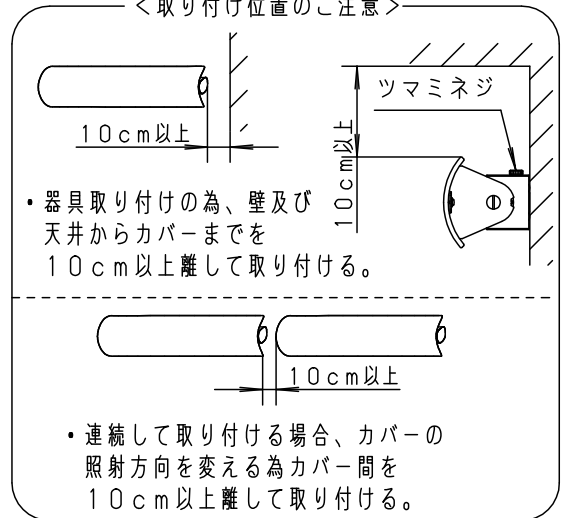 ＜取り付け位置のご注意＞
ツマミネジ
10cm以上
10cm以上
・器具取り付けの為、壁及び
天井からカバーまでを
10cm以上離して取り付ける。
10cm以上
・連続して取り付ける場合、カバーの
照射方向を変える為カバー間を
10cm以上離して取り付ける。